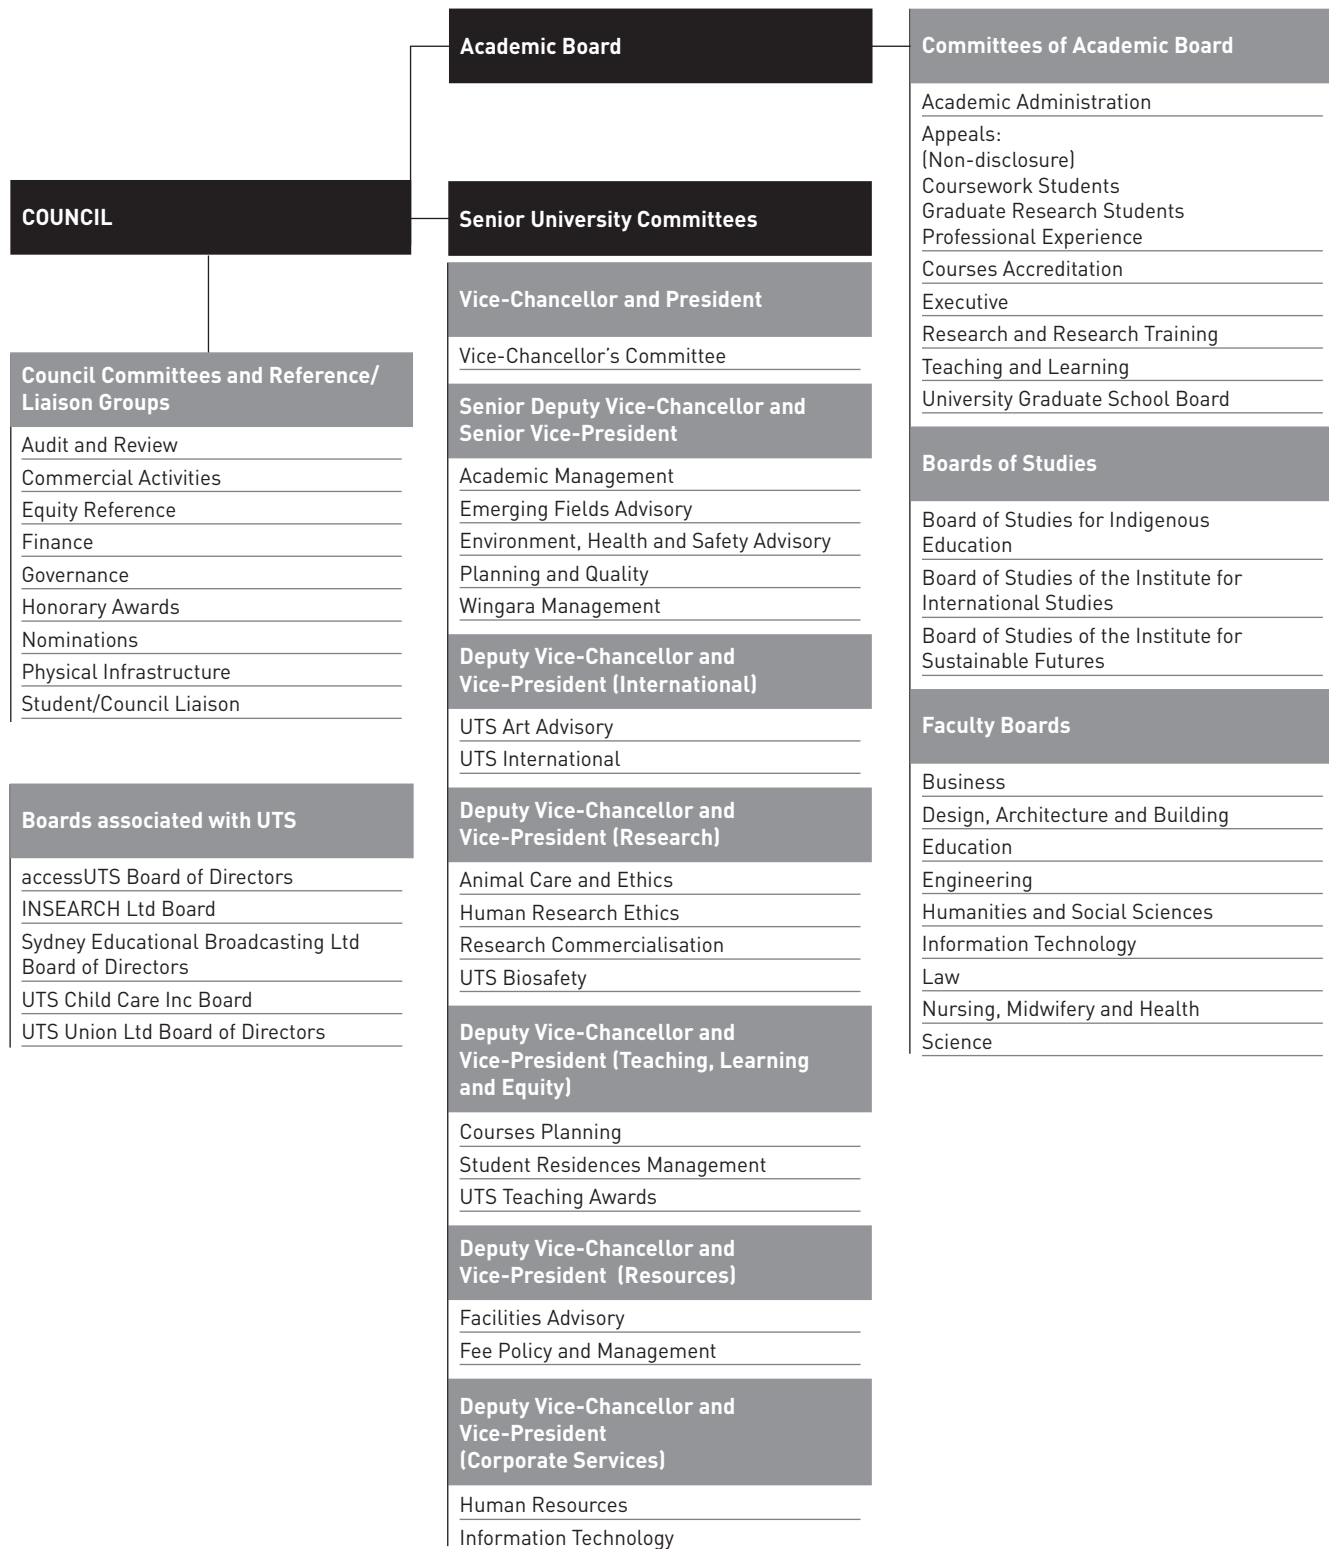 Academic Board
COUNCIL
Senior University Committees
Council Committees and Reference/
Liaison Groups
Audit and Review
Commercial Activities
Equity Reference
Finance
Governance
Honorary Awards
Nominations
Physical Infrastructure
Student/Council Liaison
Boards associated with UTS
accessUTS Board of Directors
INSEARCH Ltd Board
Sydney Educational Broadcasting Ltd
Board of Directors
UTS Child Care Inc Board
UTS Union Ltd Board of Directors
Vice-Chancellor and President
Vice-Chancellor’s Committee
Senior Deputy Vice-Chancellor and
Senior Vice-President
Academic Management
Emerging Fields Advisory
Environment, Health and Safety Advisory
Planning and Quality
Wingara Management
Deputy Vice-Chancellor and
Vice-President (International)
UTS Art Advisory
UTS International
Deputy Vice-Chancellor and
Vice-President (Research)
Animal Care and Ethics
Human Research Ethics
Research Commercialisation
UTS Biosafety
Deputy Vice-Chancellor and
Vice-President (Teaching, Learning
and Equity)
Courses Planning
Student Residences Management
UTS Teaching Awards
Deputy Vice-Chancellor and
Vice-President (Resources)
Facilities Advisory
Fee Policy and Management
Deputy Vice-Chancellor and
Vice-President
(Corporate Services)
Human Resources
Information Technology
Committees of Academic Board
Academic Administration
Appeals:
(Non-disclosure)
Coursework Students
Graduate Research Students
Professional Experience
Courses Accreditation
Executive
Research and Research Training
Teaching and Learning
University Graduate School Board
Boards of Studies
Board of Studies for Indigenous
Education
Board of Studies of the Institute for
International Studies
Board of Studies of the Institute for
Sustainable Futures
Faculty Boards
Business
Design, Architecture and Building
Education
Engineering
Humanities and Social Sciences
Information Technology
Law
Nursing, Midwifery and Health
Science